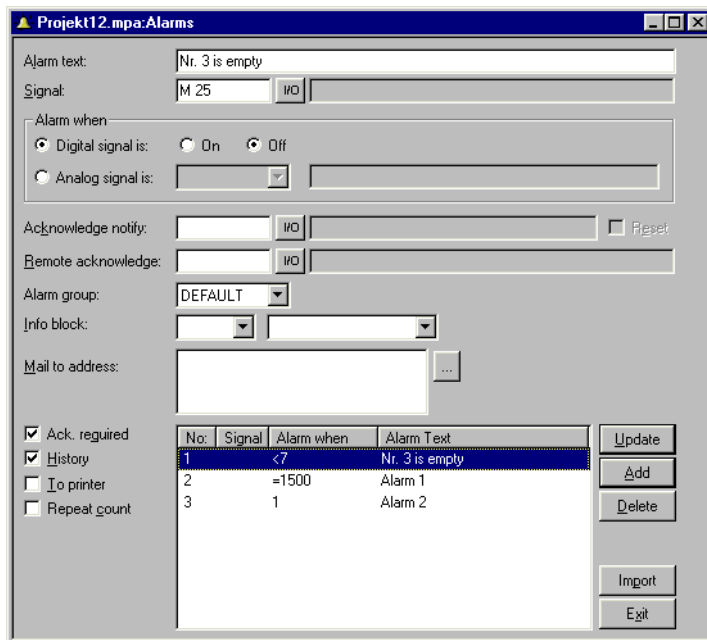 Projekt12.mpa:Alarms
Alarm text: Nr. 3 is empty
Signal: M 25 I/O
Alarm when
Digital signal is: On Off
Analog signal is:
Acknowledge notify: I/O Reset
Remote acknowledge: I/O
Alarm group: DEFAULT
Info block:
Mail to address: ...
Ack. required
History
To printer
Repeat count
No: Signal Alarm when Alarm Text
1 <7 Nr. 3 is empty
2 =1500 Alarm 1
3 1 Alarm 2
Update
Add
Delete
Import
Exit